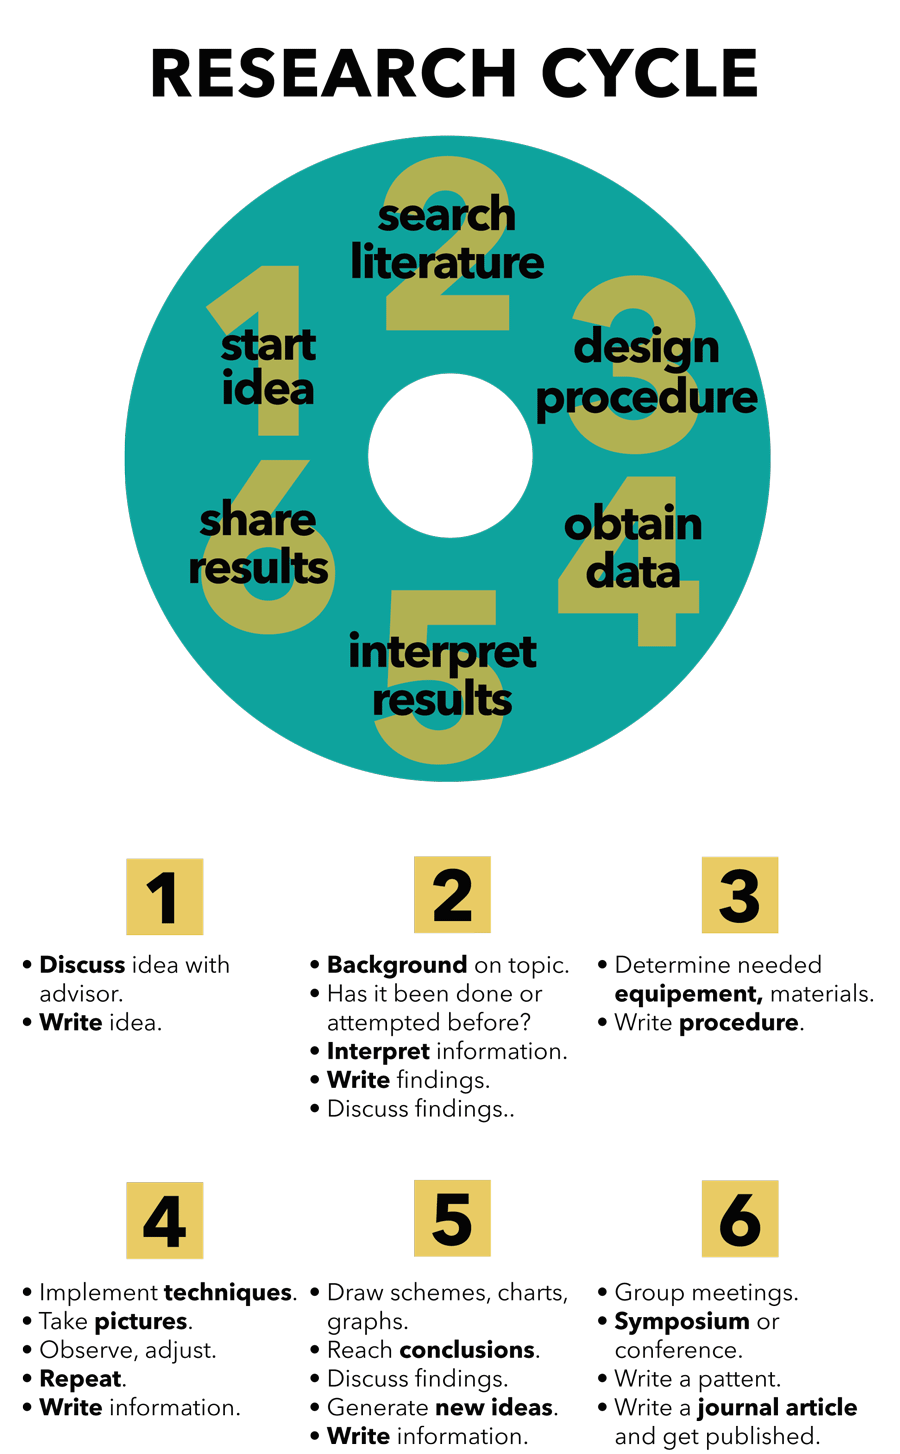 RESEARCH CYCLE
1
start
idea
2
search
literature
3
design
procedure
4
obtain
data
5
interpret
results
6
share
results
1
• Discuss idea with
advisor.
• Write idea.
2
• Background on topic.
• Has it been done or
attempted before?
• Interpret information.
• Write findings.
• Discuss findings..
3
• Determine needed
equipement, materials.
• Write procedure.
4
• Implement techniques.
• Take pictures.
• Observe, adjust.
• Repeat.
• Write information.
5
• Draw schemes, charts,
graphs.
• Reach conclusions.
• Discuss findings.
• Generate new ideas.
• Write information.
6
• Group meetings.
• Symposium or
conference.
• Write a pattent.
• Write a journal article
and get published.